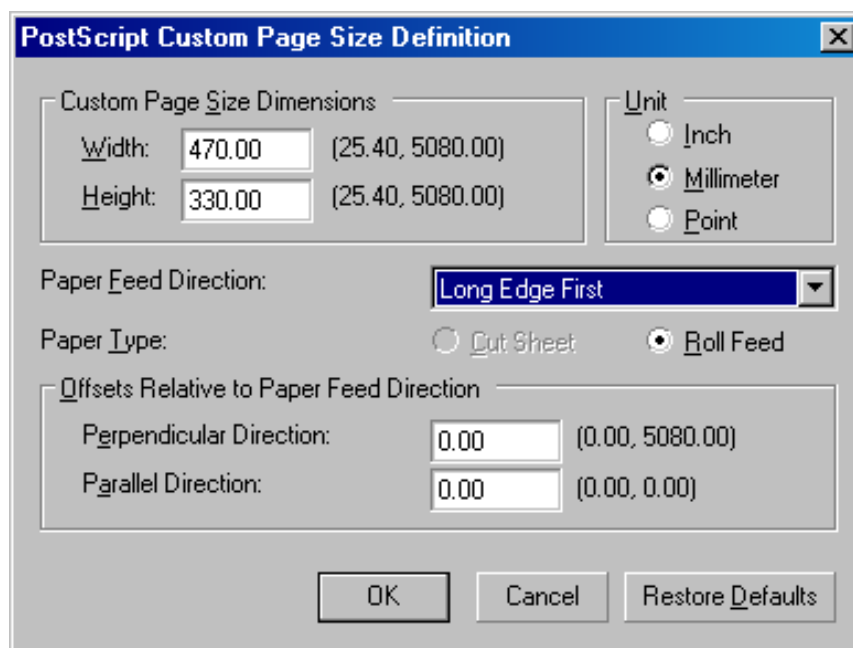 PostScript Custom Page Size Definition
Custom Page Size Dimensions
Width: 470.00 (25.40, 5080.00)
Height: 330.00 (25.40, 5080.00)
Unit
Inch
Millimeter
Point
Paper Feed Direction: Long Edge First
Paper Type: Cut Sheet Roll Feed
Offsets Relative to Paper Feed Direction
Perpendicular Direction: 0.00 (0.00, 5080.00)
Parallel Direction: 0.00 (0.00, 0.00)
OK Cancel Restore Defaults